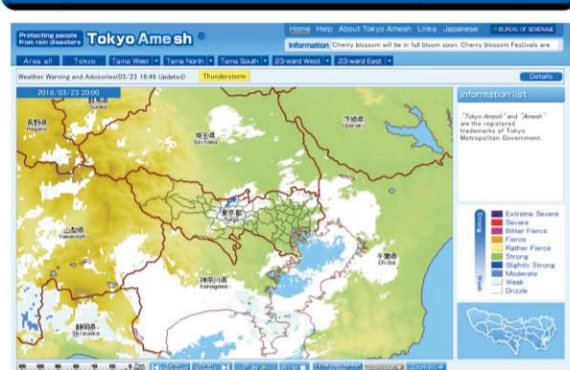 Protecting people
from rain disasters
Tokyo Amesh
Home Help About Tokyo Amesh Links Japanese
BUREAU OF SEWERAGE
Information Cherry blossom will be in full bloom soon. Cherry Blossom Festivals are
Area all Tokyo Tama West Tama North Tama South 23-ward West 23-ward East
Weather Warning and Advisories(03/23 16:49 Updated) Thunderstorm Details
2018/03/23 20:00
Information list
"Tokyo Amesh" and "Amesh"
are the registered
trademarks of Tokyo
Metropolitan Government.
群馬県
長野県
Nagano
埼玉県
Saitama
茨城県
Ibaraki
東京都
Tokyo
山梨県
Yamanashi
神奈川県
Kanagawa
千葉県
Chiba
静岡県
Shizuoka
Strong
Weak
Extreme Severe
Severe
Bitter Fierce
Fierce
Rather Fierce
Strong
Slightly Strong
Moderate
Weak
Drizzle